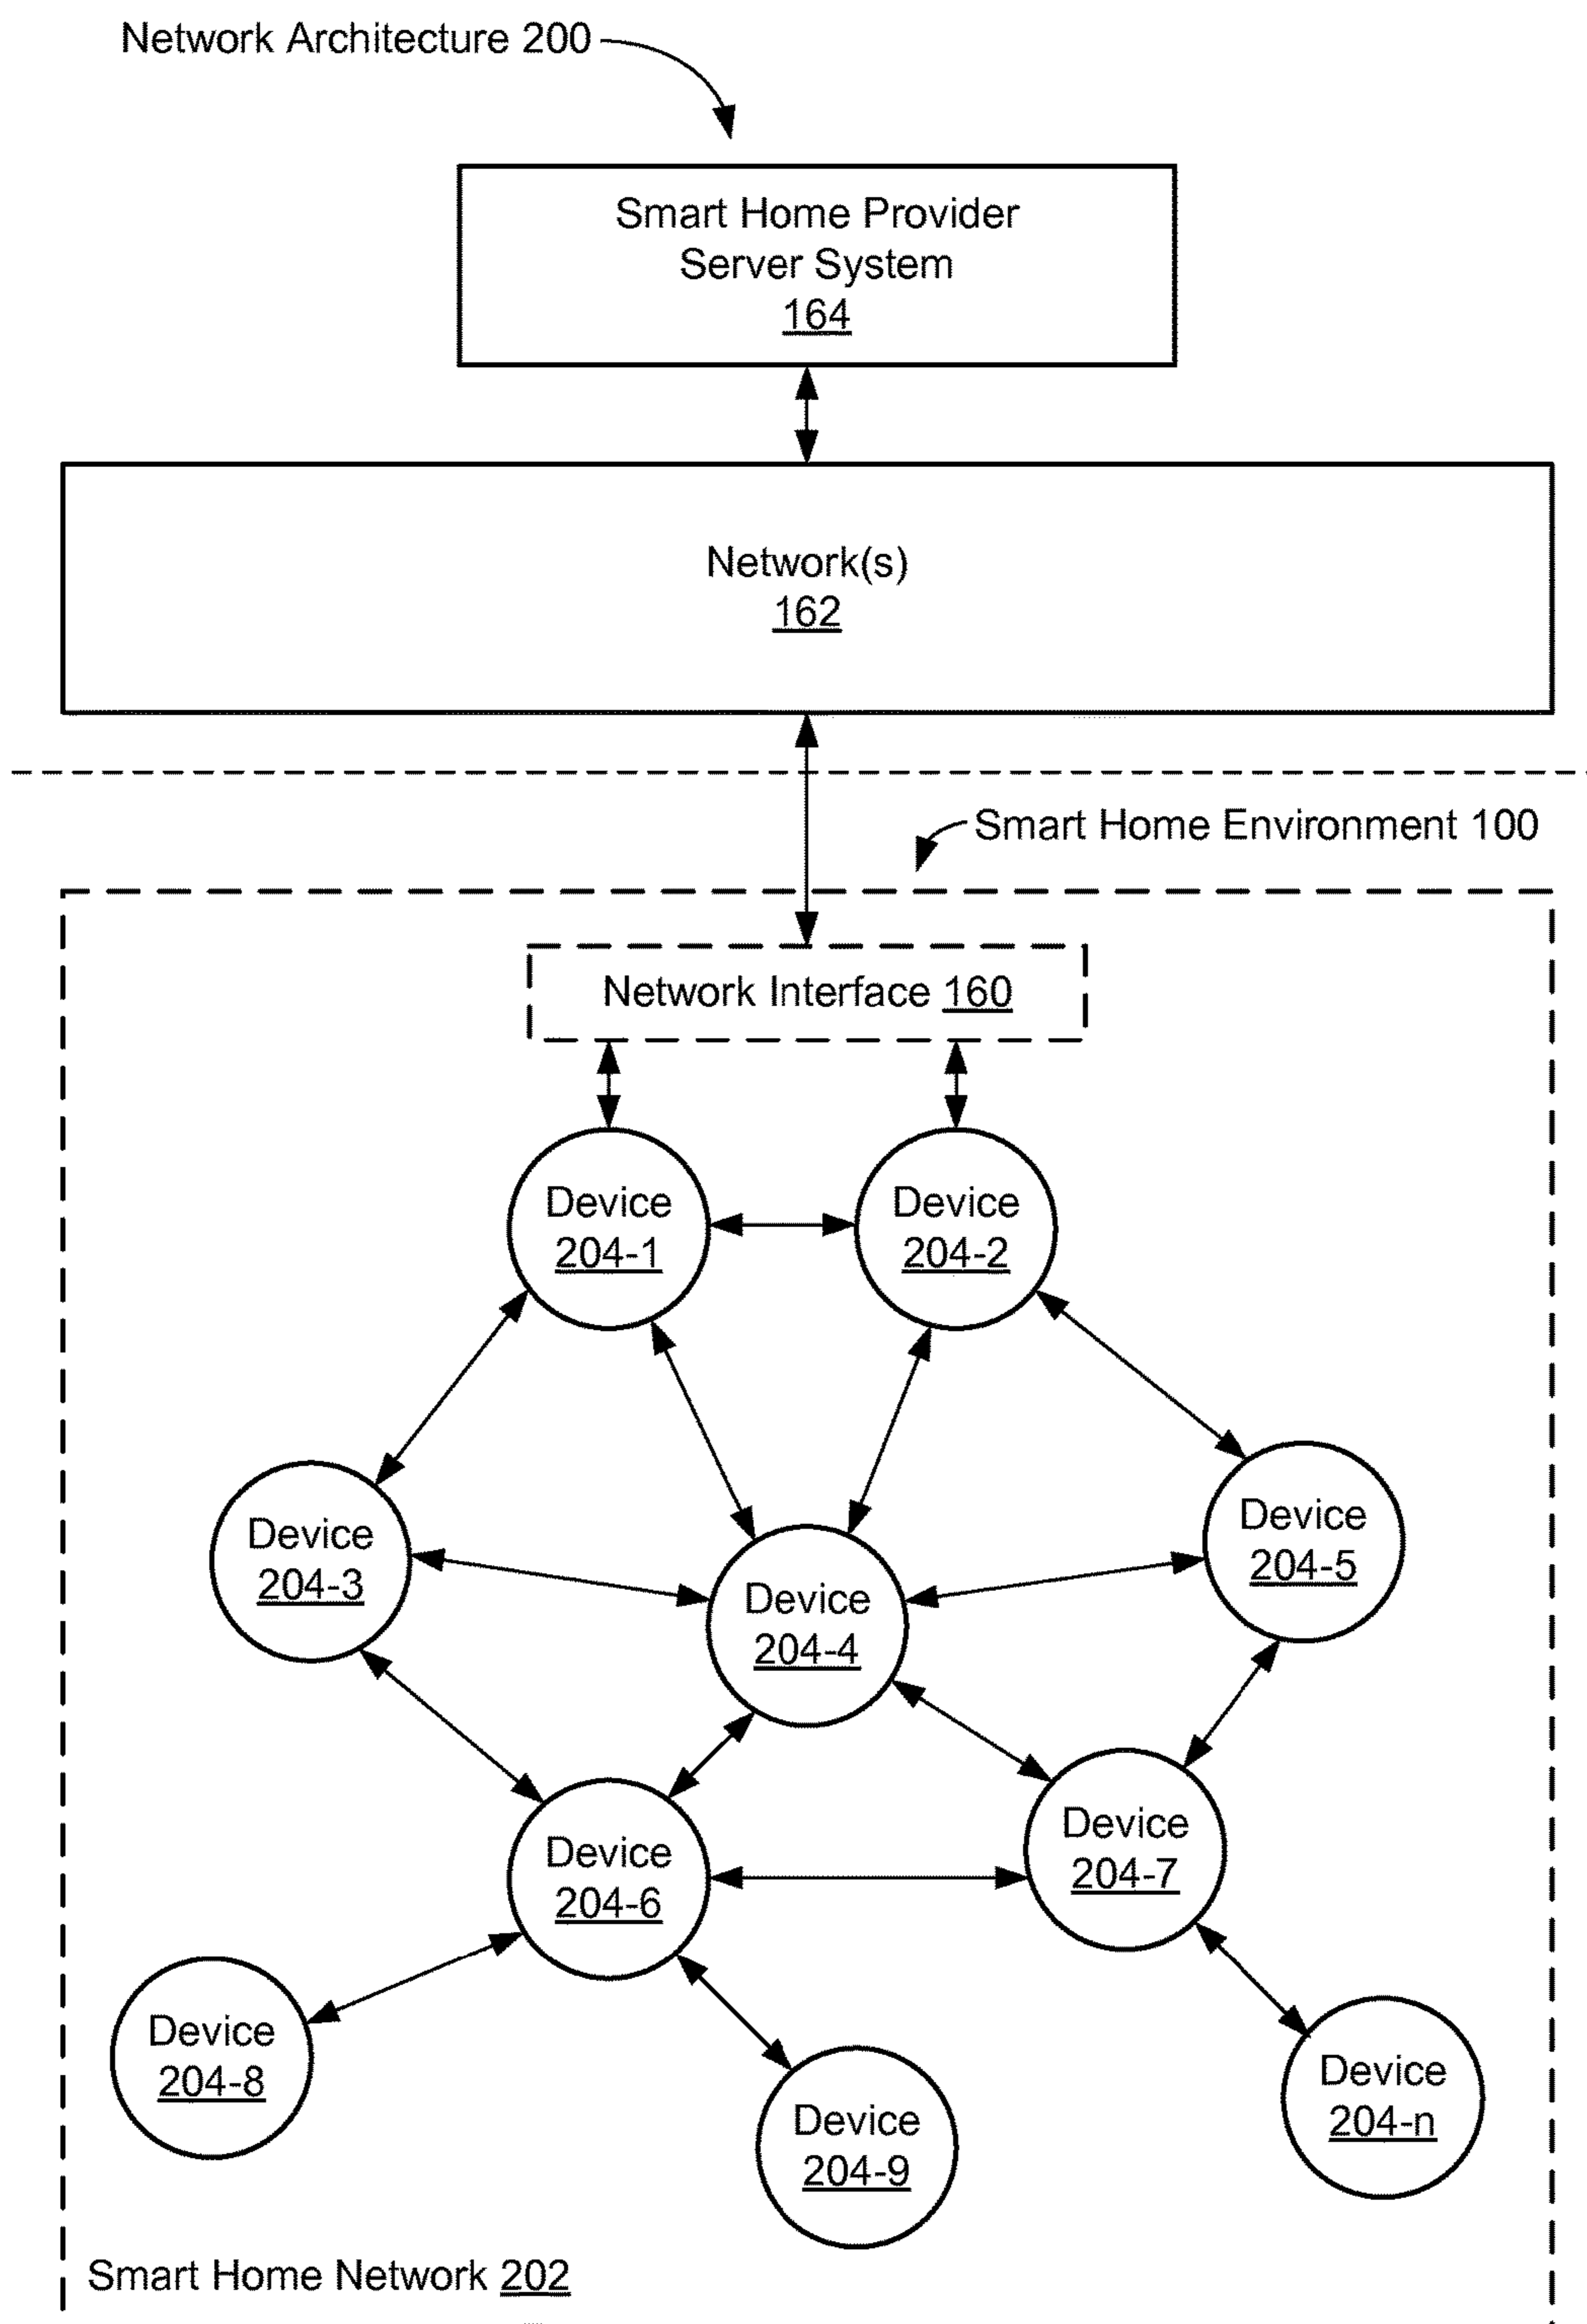 Network Architecture 200
Smart Home Provider
Server System
164
Network(s)
162
Smart Home Environment 100
Network Interface 160
Device
204-1
Device
204-2
Device
204-3
Device
204-4
Device
204-5
Device
204-6
Device
204-7
Device
204-8
Device
204-9
Device
204-n
Smart Home Network 202